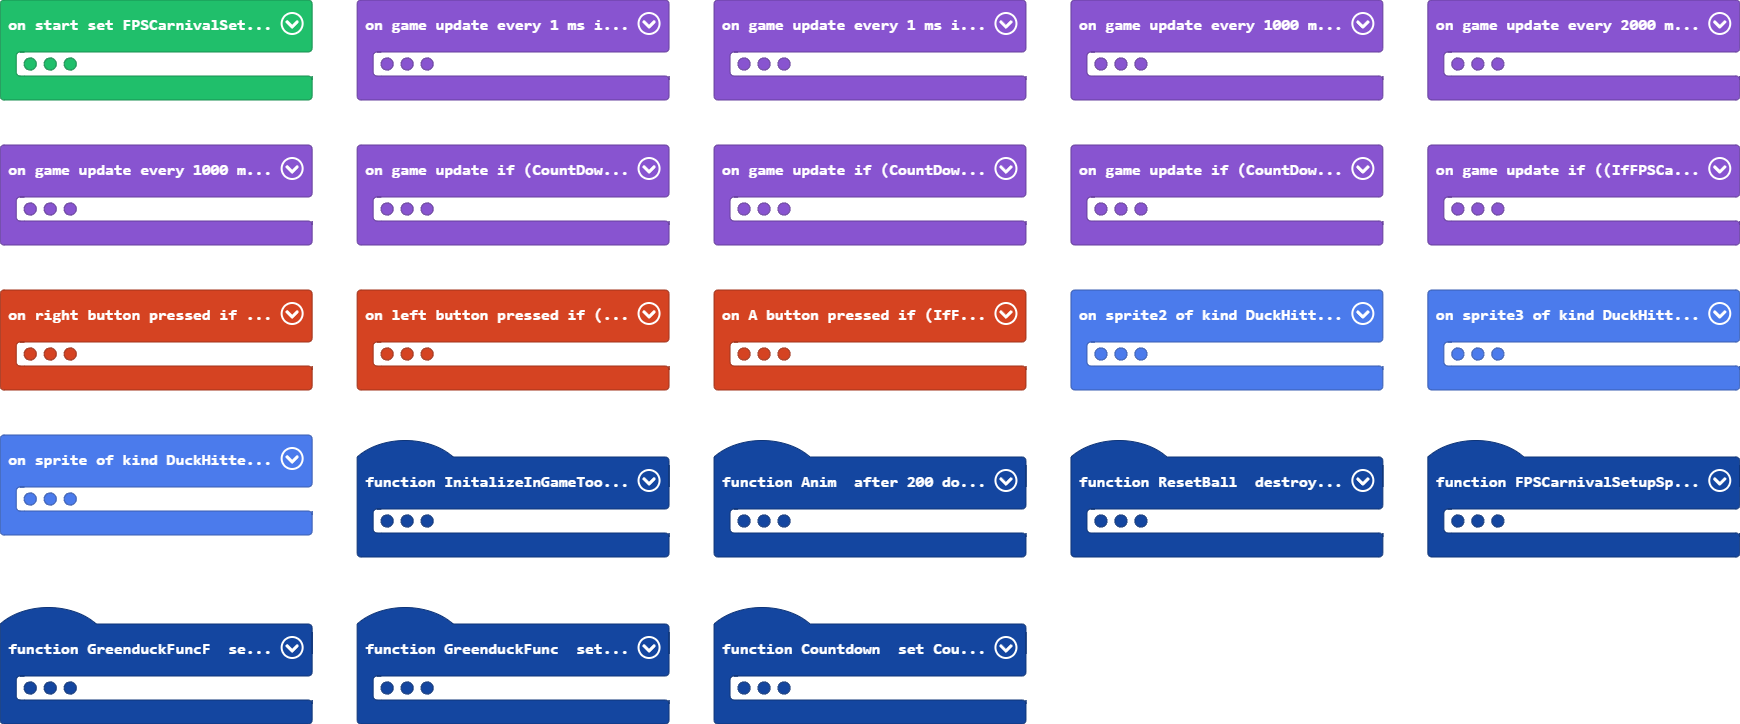 on start set FPSCarnivalSet...
on game update every 1 ms i...
on game update every 1 ms i...
on game update every 1000 m...
on game update every 2000 m...
on game update every 1000 m...
on game update if (CountDow...
on game update if (CountDow...
on game update if (CountDow...
on game update if ((IfFPSCa...
on right button pressed if ...
on left button pressed if (...
on A button pressed if (IfF...
on sprite2 of kind DuckHitt...
on sprite3 of kind DuckHitt...
on sprite of kind DuckHitte...
function InitalizeInGameToo...
function Anim  after 200 do...
function ResetBall  destroy...
function FPSCarnivalSetupSp...
function GreenduckFuncF  se...
function GreenduckFunc  set...
function Countdown  set Cou...